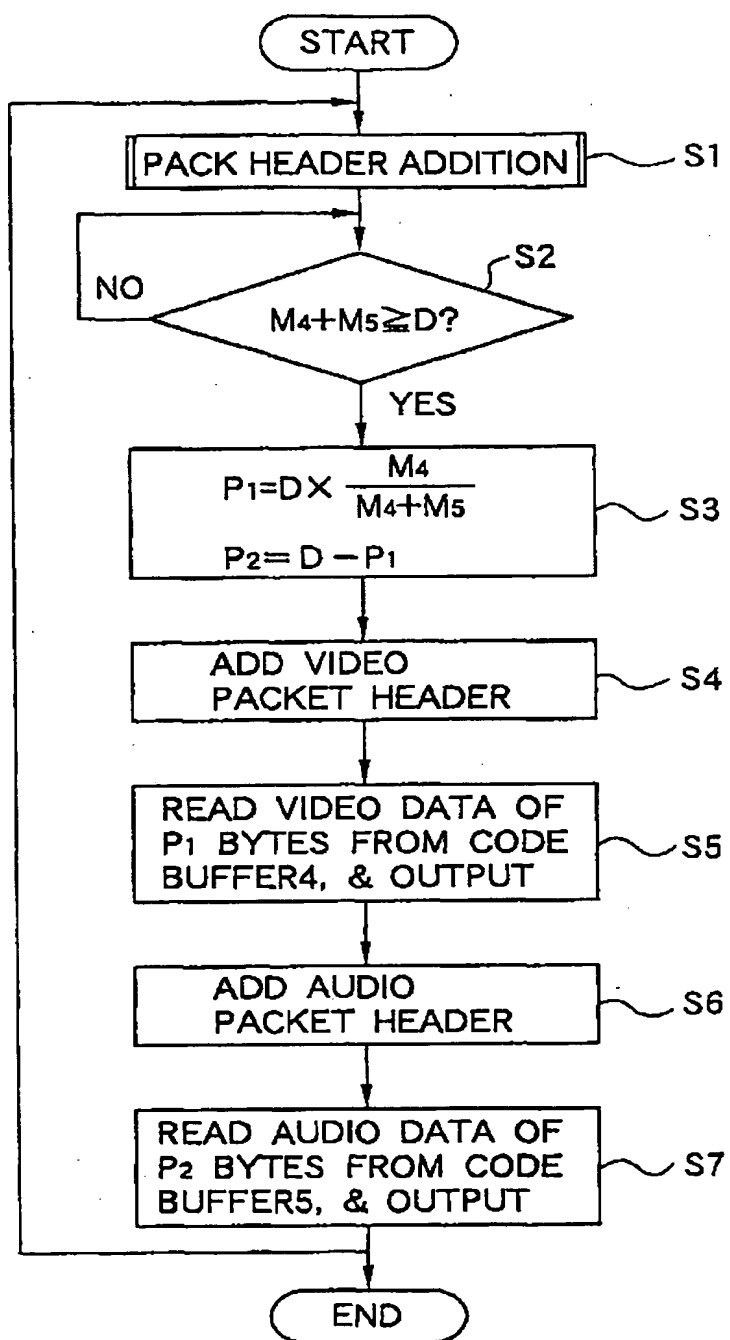 START
PACK HEADER ADDITION
S1
S2
NO
M4+M5≧D?
YES
P1=D× M4/M4+M5
P2=D-P1
S3
ADD VIDEO
PACKET HEADER
S4
READ VIDEO DATA OF
P1 BYTES FROM CODE
BUFFER4, & OUTPUT
S5
ADD AUDIO
PACKET HEADER
S6
READ AUDIO DATA OF
P2 BYTES FROM CODE
BUFFER5, & OUTPUT
S7
END